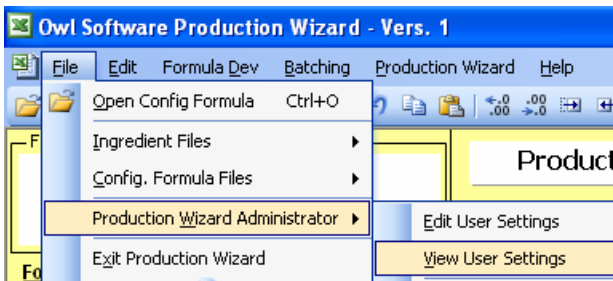 Owl Software Production Wizard - Vers. 1
File Edit Formula Dev Batching Production Wizard Help
Open Config Formula Ctrl+O
Ingredient Files
Config. Formula Files
Production Wizard Administrator
Exit Production Wizard
Edit User Settings
View User Settings
F
Product
Fo